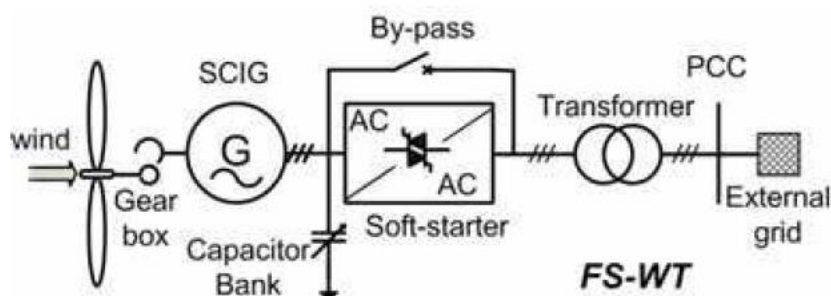 By-pass
SCIG
PCC
Transformer
wind
AC
G
AC
Gear
box
External
grid
Soft-starter
Capacitor
Bank
FS-WT